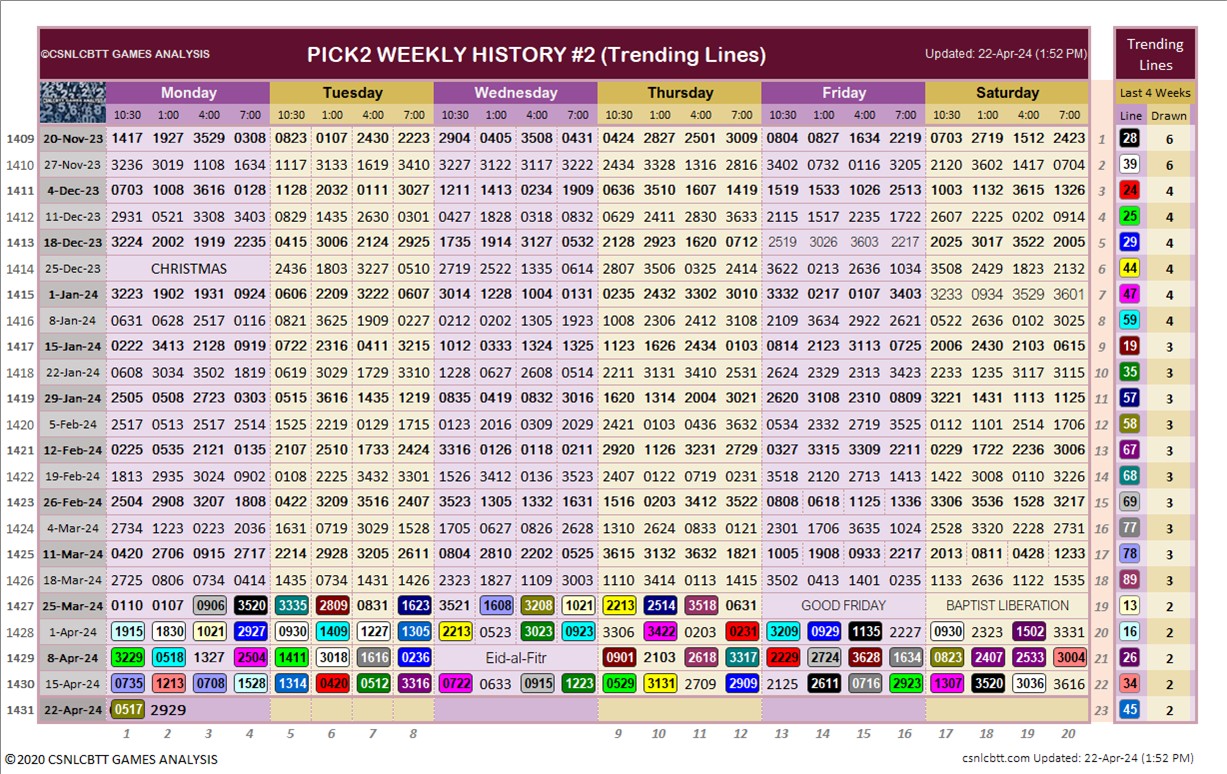 ©CSNLCBTT GAMES ANALYSIS PICK2 WEEKLY HISTORY #2 (Trending Lines) Updated: 22-Apr-24 (1:52 PM) Trending Lines
Monday Tuesday Wednesday Thursday Friday Saturday Last 4 Weeks
10:30 1:00 4:00 7:00 10:30 1:00 4:00 7:00 10:30 1:00 4:00 7:00 10:30 1:00 4:00 7:00 10:30 1:00 4:00 7:00 10:30 1:00 4:00 7:00 Line Drawn
1409 20-Nov-23 1417 1927 3529 0308 0823 0107 2430 2223 2904 0405 3508 0431 0424 2827 2501 3009 0804 0827 1634 2219 0703 2719 1512 2423 1 28 6
1410 27-Nov-23 3236 3019 1108 1634 1117 3133 1619 3410 3227 3122 3117 3222 2434 3328 1316 2816 3402 0732 0116 3205 2120 3602 1417 0704 2 39 6
1411 4-Dec-23 0703 1008 3616 0128 1128 2032 0111 3027 1211 1413 0234 1909 0636 3510 1607 1419 1519 1533 1026 2513 1003 1132 3615 1326 3 24 4
1412 11-Dec-23 2931 0521 3308 3403 0829 1435 2630 0301 0427 1828 0318 0832 0629 2411 2830 3633 2115 1517 2235 1722 2607 2225 0202 0914 4 25 4
1413 18-Dec-23 3224 2002 1919 2235 0415 3006 2124 2925 1735 1914 3127 0532 2128 2923 1620 0712 2519 3026 3603 2217 2025 3017 3522 2005 5 29 4
1414 25-Dec-23 CHRISTMAS 2436 1803 3227 0510 2719 2522 1335 0614 2807 3506 0325 2414 3622 0213 2636 1034 3508 2429 1823 2132 6 44 4
1415 1-Jan-24 3223 1902 1931 0924 0606 2209 3222 0607 3014 1228 1004 0131 0235 2432 0702 3010 3332 0217 0107 3403 3233 0934 3529 3601 7 47 4
1416 8-Jan-24 0631 0628 2517 0116 0821 3625 1909 0227 0212 0202 1305 1923 1008 2306 2412 3108 2109 3634 2922 2621 0522 2636 0102 3025 8 59 4
1417 15-Jan-24 0222 3413 2128 0919 0722 2316 0411 3215 1012 0333 1324 1325 1123 1626 2434 0103 0814 2123 3113 0725 2006 2430 2103 0615 9 19 3
1418 22-Jan-24 0608 3034 3502 1819 0619 3029 1729 3310 1228 0627 2608 0514 2211 3131 3410 2531 2624 2329 2313 3423 2233 1235 3117 3115 10 35 3
1419 29-Jan-24 2505 0508 2723 0303 0515 3616 1435 1219 0835 0419 0832 3016 1620 1314 2004 3021 2620 3108 2310 0809 3221 1431 1113 1125 11 57 3
1420 5-Feb-24 2517 0513 2517 2514 1525 2219 0129 1715 0123 2016 0309 2029 2421 0103 0436 3632 0534 2332 2719 3525 0112 1101 2514 1706 12 58 3
1421 12-Feb-24 0225 0535 2121 0135 2107 2510 1733 2424 3316 0126 0118 0211 2920 1126 3231 2729 0327 3315 3309 2211 0229 1722 2236 3006 13 67 3
1422 19-Feb-24 1813 2935 3024 0902 0108 2225 3432 3301 1526 3412 0136 3523 2407 0122 0719 0231 3518 2120 2713 1413 1422 3008 0110 3226 14 68 3
1423 26-Feb-24 2504 2908 3207 1808 0422 3209 3516 2407 3523 1305 1332 1631 1516 0203 3412 3522 0808 0618 1125 1336 3306 3536 1528 3217 15 69 3
1424 4-Mar-24 2734 1223 0223 2036 1631 0719 3029 1528 1705 0627 0826 2628 1310 2624 0833 0121 2301 1706 3635 1024 2528 3320 2228 2731 16 77 3
1425 11-Mar-24 0420 2706 0915 2717 2214 2928 3205 2611 0804 2810 2202 0525 3615 3132 3632 1821 1005 1908 0933 2217 2013 0811 0428 1233 17 78 3
1426 18-Mar-24 2725 0806 0734 0414 1435 0734 1431 1426 2323 1827 1109 3003 1110 3414 0113 1415 3502 0413 1401 0235 1133 2636 1122 1535 18 89 3
1427 25-Mar-24 0110 0107 0906 3520 3335 2809 0831 1623 3521 1608 3208 1021 2213 2514 3518 0631 GOOD FRIDAY BAPTIST LIBERATION 19 13 2
1428 1-Apr-24 1915 1830 1021 2927 0930 1409 1227 1305 2213 0523 3023 0923 3306 3422 0203 0231 3209 0929 1135 2227 0930 2323 1502 3331 20 16 2
1429 8-Apr-24 3229 0518 1327 2504 1411 3018 1616 0236 Eid-al-Fitr 0901 2103 2618 3317 2229 2724 3628 1634 0823 2407 2533 3004 21 26 2
1430 15-Apr-24 0735 1213 0708 1528 1314 0420 0512 3316 0722 0633 0915 1223 0529 3131 2709 2909 2125 2611 0716 2923 1307 3520 3036 3616 22 34 2
1431 22-Apr-24 0517 2929 23 45 2
1 2 3 4 5 6 7 8 9 10 11 12 13 14 15 16 17 18 19 20
©2020 CSNLCBTT GAMES ANALYSIS csnlcbtt.com Updated: 22-Apr-24 (1:52 PM)